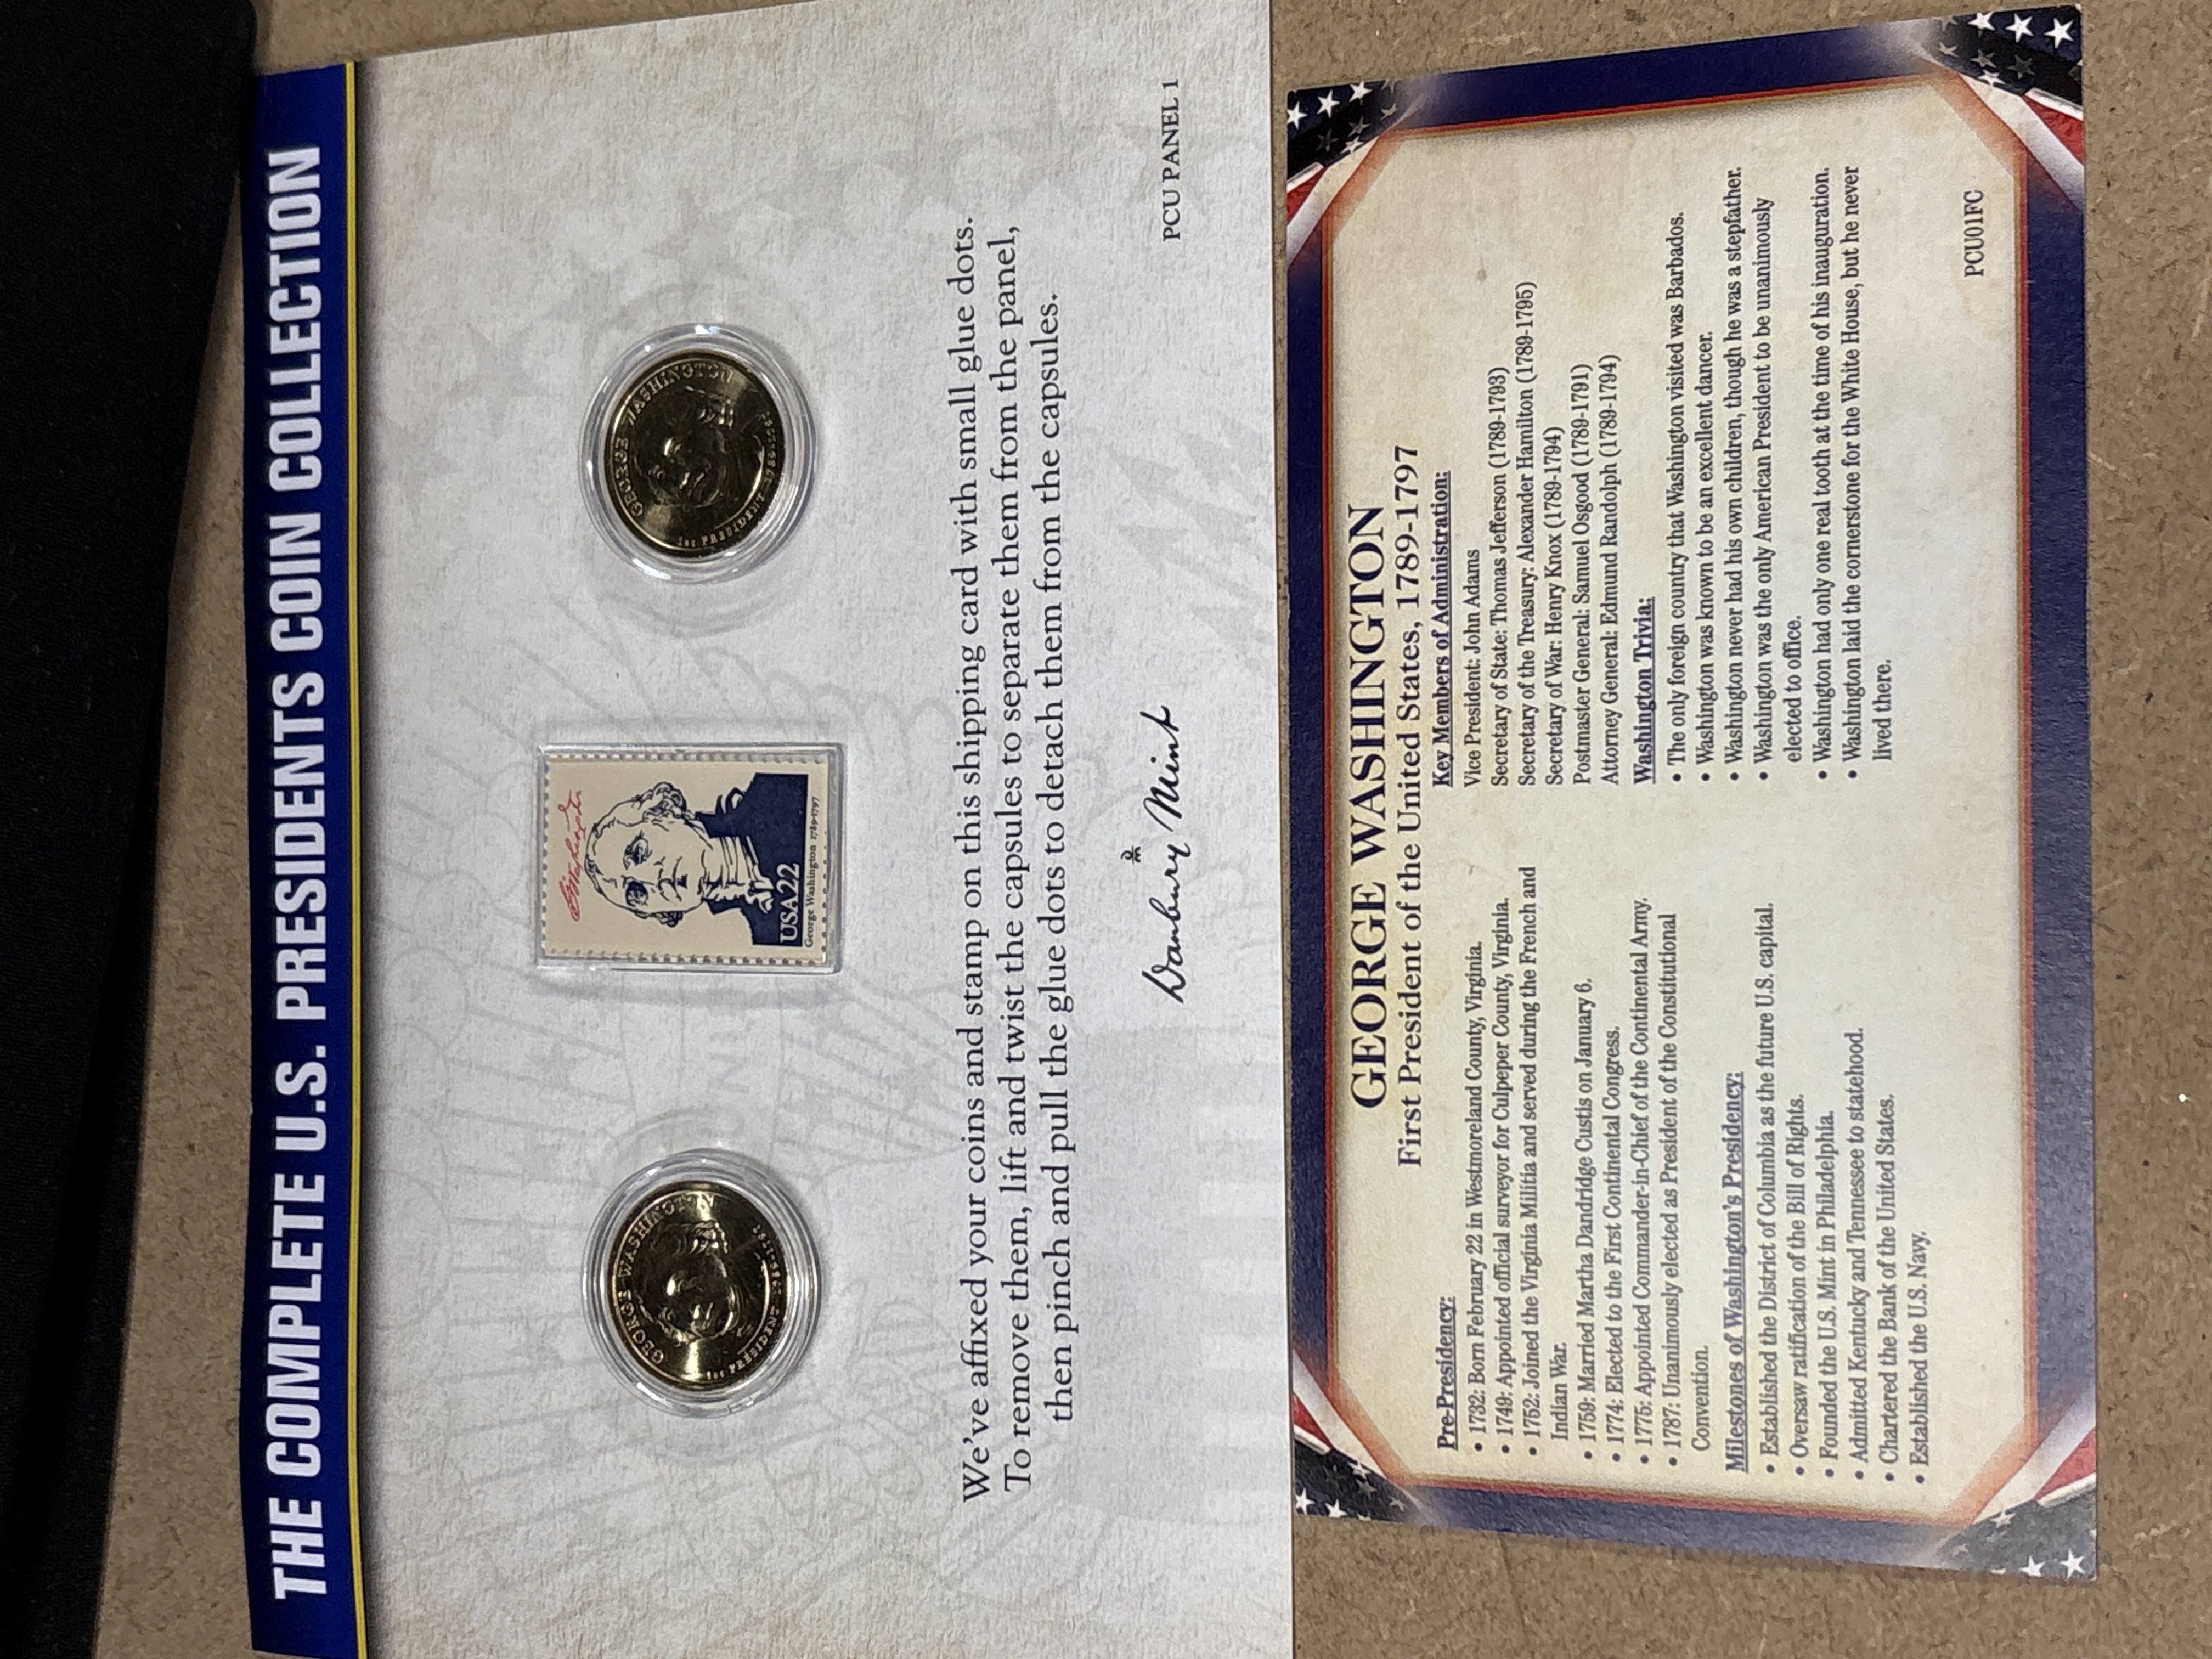 THE COMPLETE U.S. PRESIDENTS COIN COLLECTION
GEORGE WASHINGTON
1st PRESIDENT 1789-1797
G Washington
USA22
George Washington 1789-1797
GEORGE WASHINGTON
1st PRESIDENT 1789-1797
We've affixed your coins and stamp on this shipping card with small glue dots.
To remove them, lift and twist the capsules to separate them from the panel,
then pinch and pull the glue dots to detach them from the capsules.
Danbury Mint
PCU PANEL 1
GEORGE WASHINGTON
First President of the United States, 1789-1797
Pre-Presidency:
• 1732: Born February 22 in Westmoreland County, Virginia.
• 1749: Appointed official surveyor for Culpeper County, Virginia.
• 1752: Joined the Virginia Militia and served during the French and
Indian War.
• 1759: Married Martha Dandridge Custis on January 6.
• 1774: Elected to the First Continental Congress.
• 1775: Appointed Commander-in-Chief of the Continental Army.
• 1787: Unanimously elected as President of the Constitutional
Convention.
Milestones of Washington's Presidency:
• Established the District of Columbia as the future U.S. capital.
• Oversaw ratification of the Bill of Rights.
• Founded the U.S. Mint in Philadelphia.
• Admitted Kentucky and Tennessee to statehood.
• Chartered the Bank of the United States.
• Established the U.S. Navy.
Key Members of Administration:
Vice President: John Adams
Secretary of State: Thomas Jefferson (1789-1793)
Secretary of the Treasury: Alexander Hamilton (1789-1795)
Secretary of War: Henry Knox (1789-1794)
Postmaster General: Samuel Osgood (1789-1791)
Attorney General: Edmund Randolph (1789-1794)
Washington Trivia:
• The only foreign country that Washington visited was Barbados.
• Washington was known to be an excellent dancer.
• Washington never had his own children, though he was a stepfather.
• Washington was the only American President to be unanimously
elected to office.
• Washington had only one real tooth at the time of his inauguration.
• Washington laid the cornerstone for the White House, but he never
lived there.
PCU01FC